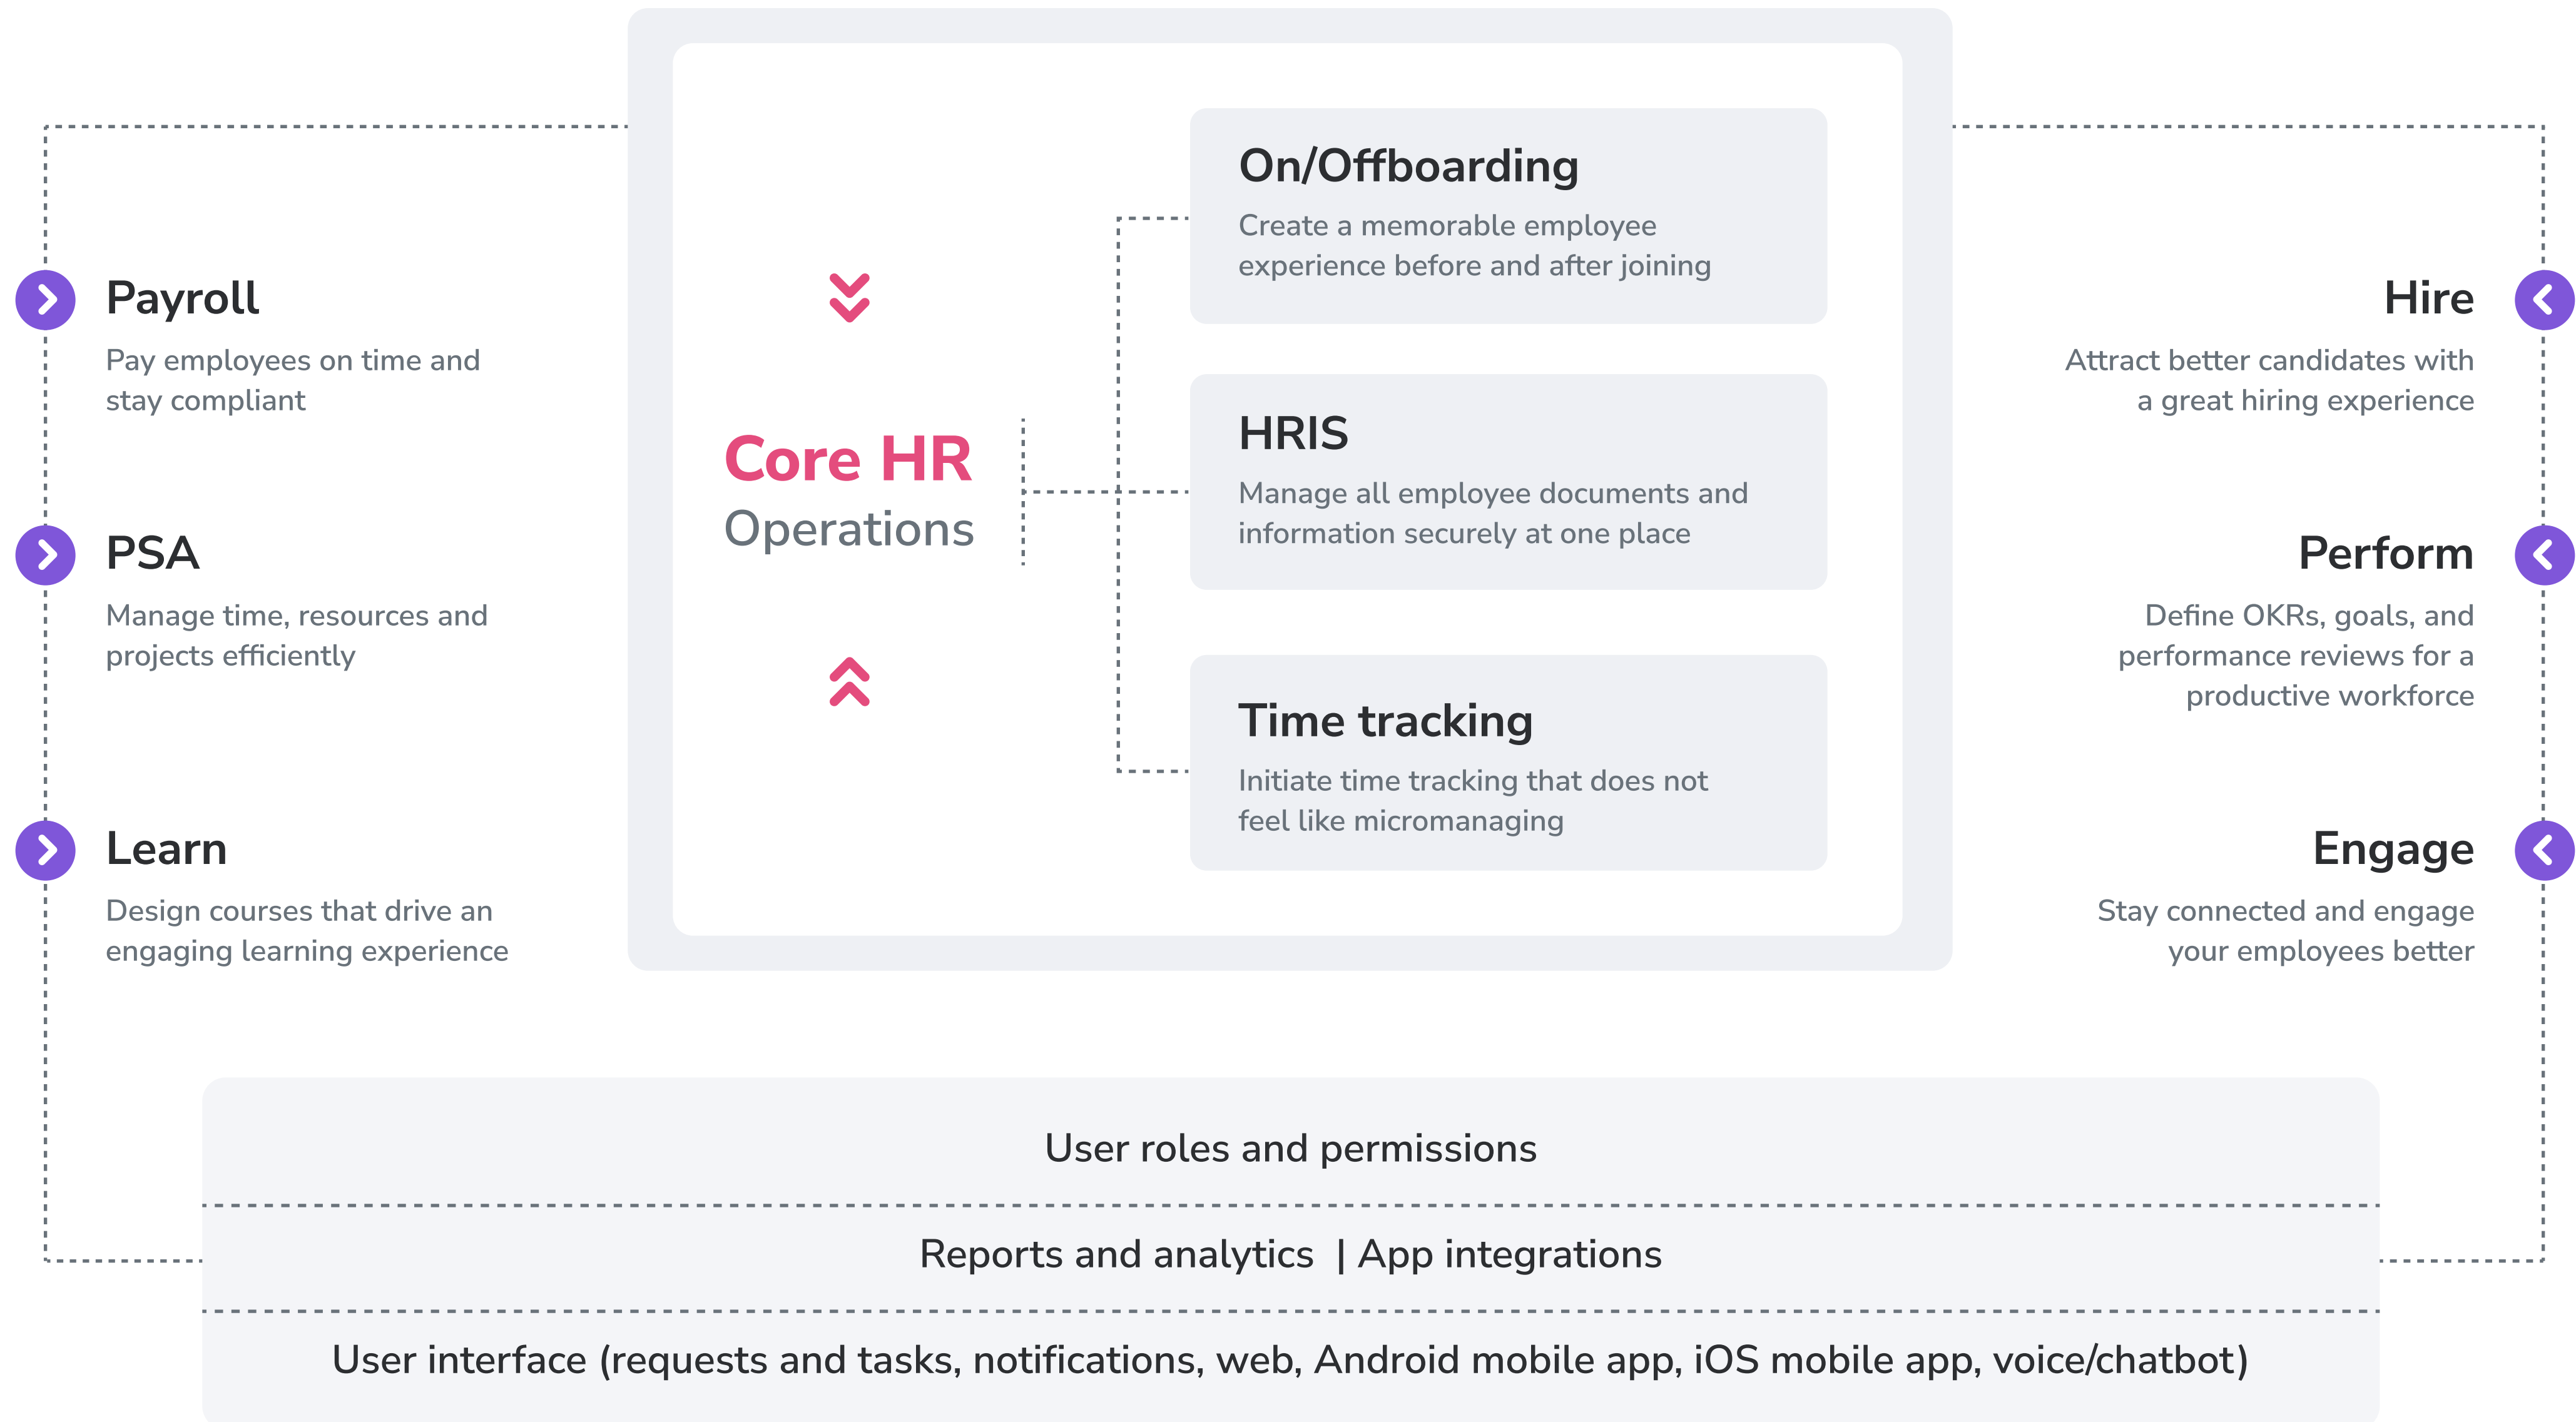 Payroll
Pay employees on time and
stay compliant
PSA
Manage time, resources and
projects efficiently
Learn
Design courses that drive an
engaging learning experience
Core HR
Operations
On/Offboarding
Create a memorable employee
experience before and after joining
HRIS
Manage all employee documents and
information securely at one place
Time tracking
Initiate time tracking that does not
feel like micromanaging
Hire
Attract better candidates with
a great hiring experience
Perform
Define OKRs, goals, and
performance reviews for a
productive workforce
Engage
Stay connected and engage
your employees better
User roles and permissions
Reports and analytics | App integrations
User interface (requests and tasks, notifications, web, Android mobile app, iOS mobile app, voice/chatbot)